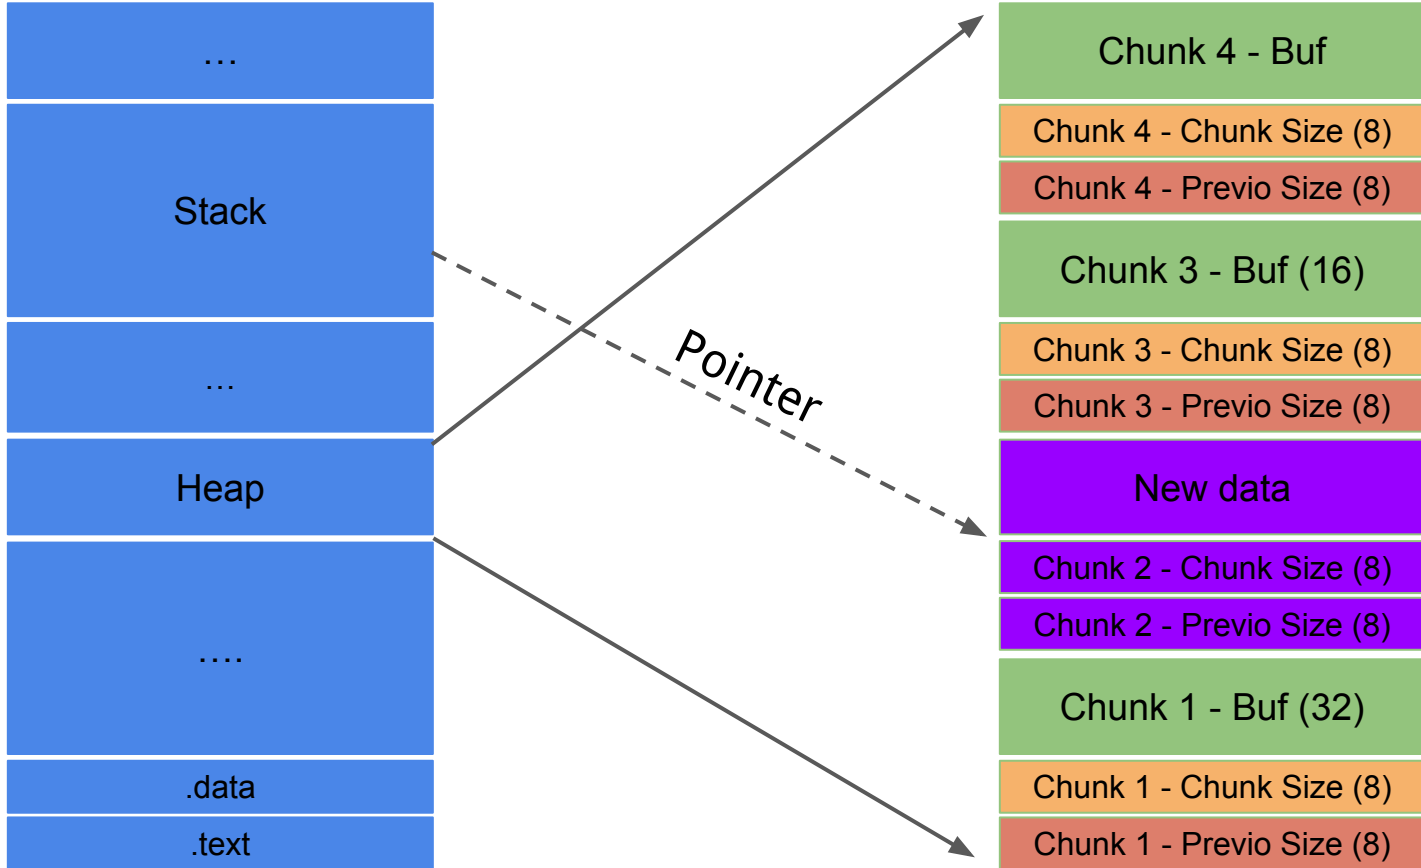 …
Stack
…
Heap
….
.data
.text
Pointer
Chunk 4 - Buf
Chunk 4 - Chunk Size (8)
Chunk 4 - Previo Size (8)
Chunk 3 - Buf (16)
Chunk 3 - Chunk Size (8)
Chunk 3 - Previo Size (8)
New data
Chunk 2 - Chunk Size (8)
Chunk 2 - Previo Size (8)
Chunk 1 - Buf (32)
Chunk 1 - Chunk Size (8)
Chunk 1 - Previo Size (8)